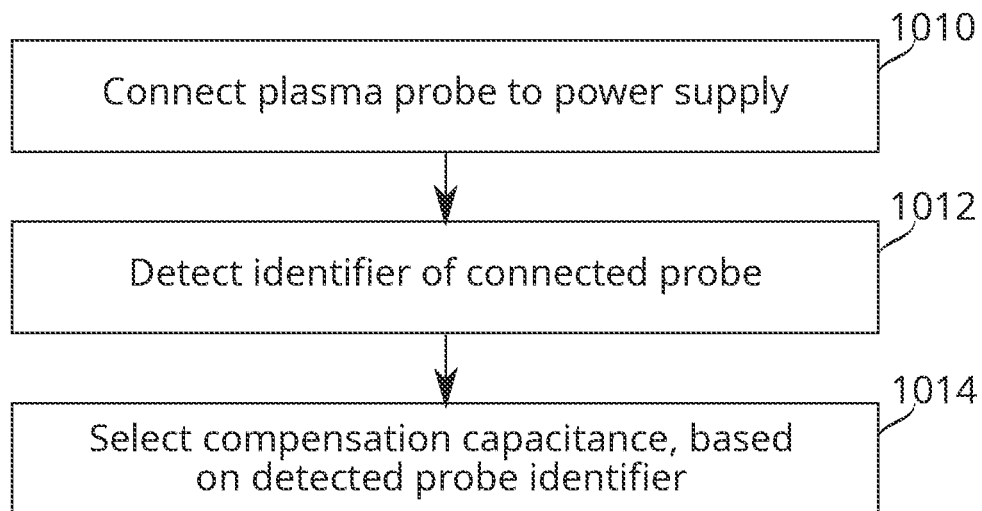 1010
Connect plasma probe to power supply
1012
Detect identifier of connected probe
1014
Select compensation capacitance, based
on detected probe identifier